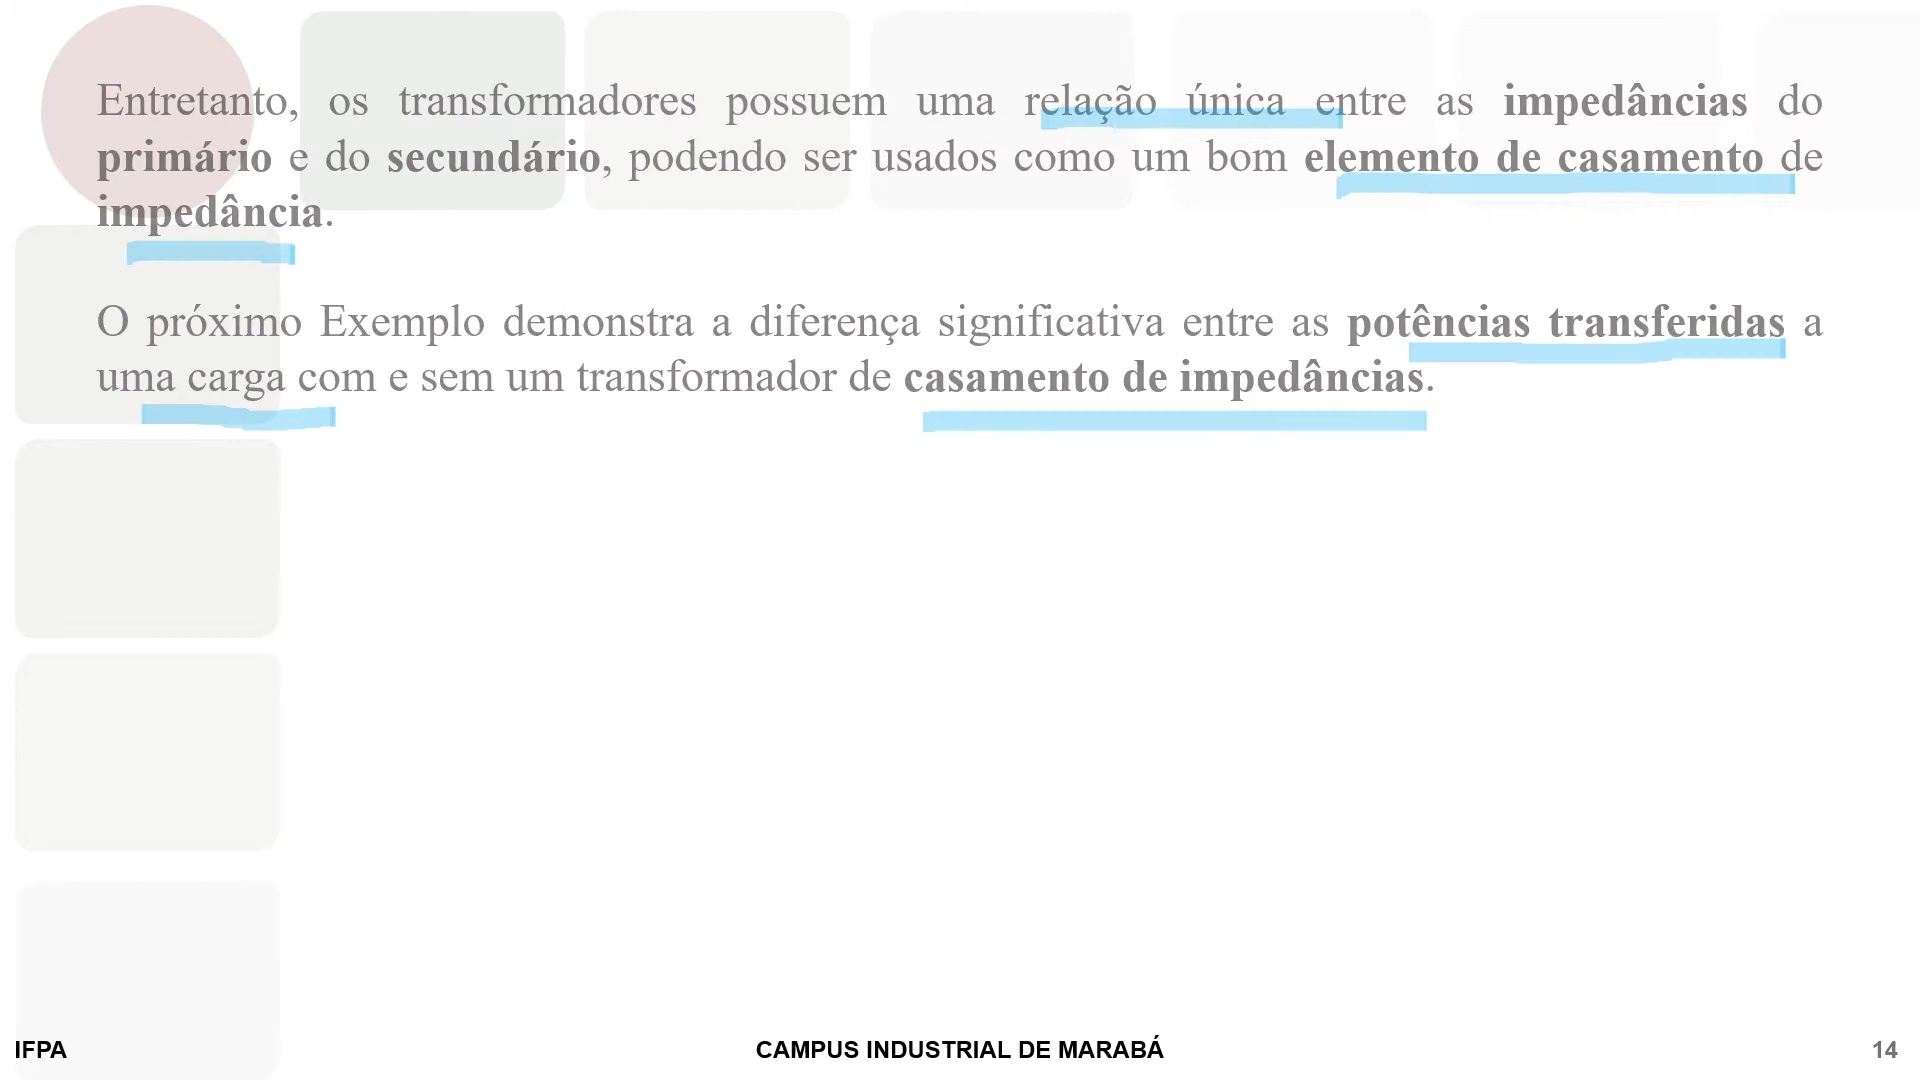 Entretanto, os transformadores possuem uma relação única entre as impedâncias do
primário e do secundário, podendo ser usados como um bom elemento de casamento de
impedância.
O próximo Exemplo demonstra a diferença significativa entre as potências transferidas a
uma carga com e sem um transformador de casamento de impedâncias.
IFPA
CAMPUS INDUSTRIAL DE MARABÁ
14